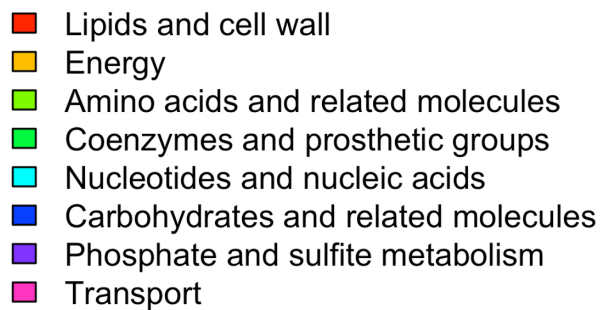 Lipids and cell wall
Energy
Amino acids and related molecules
Coenzymes and prosthetic groups
Nucleotides and nucleic acids
Carbohydrates and related molecules
Phosphate and sulfite metabolism
Transport